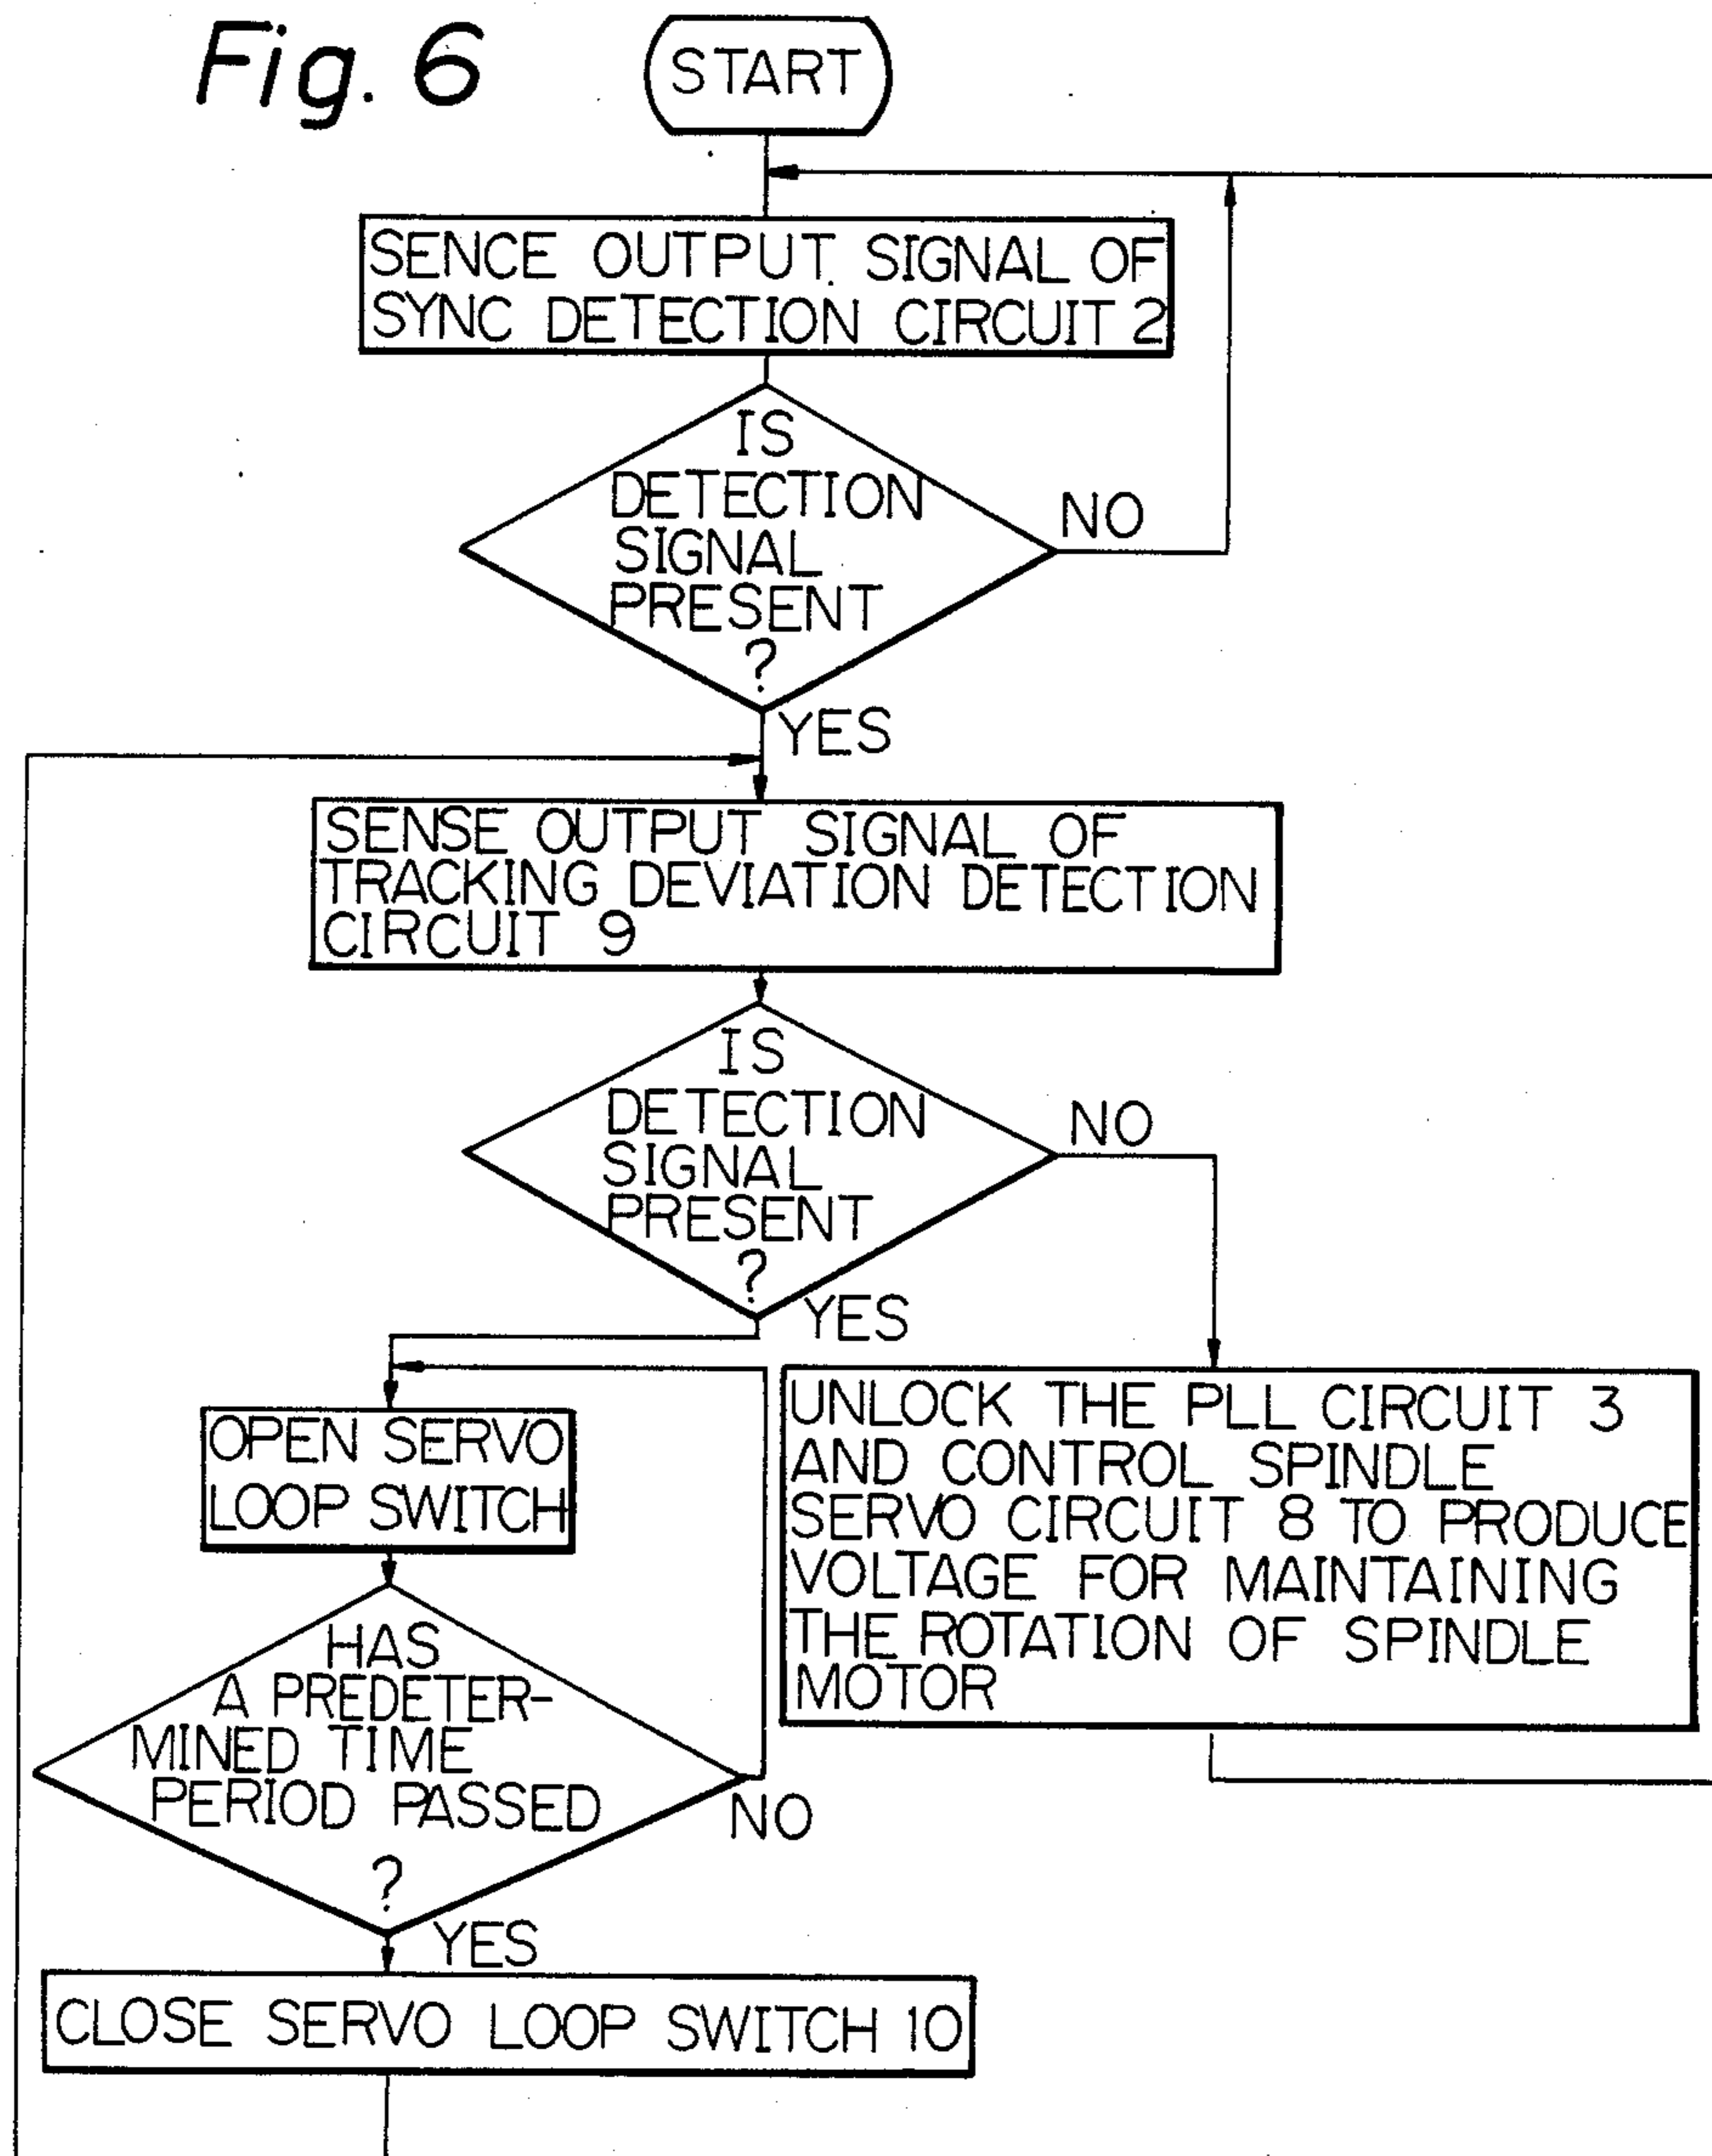 Fig. 6
START
SENCE OUTPUT SIGNAL OF
SYNC DETECTION CIRCUIT 2
IS
DETECTION
SIGNAL
PRESENT
?
NO
YES
SENSE OUTPUT SIGNAL OF
TRACKING DEVIATION DETECTION
CIRCUIT 9
IS
DETECTION
SIGNAL
PRESENT
?
NO
YES
OPEN SERVO
LOOP SWITCH
UNLOCK THE PLL CIRCUIT 3
AND CONTROL SPINDLE
SERVO CIRCUIT 8 TO PRODUCE
VOLTAGE FOR MAINTAINING
THE ROTATION OF SPINDLE
MOTOR
HAS
A PREDETER-
MINED TIME
PERIOD PASSED
?
NO
YES
CLOSE SERVO LOOP SWITCH 10